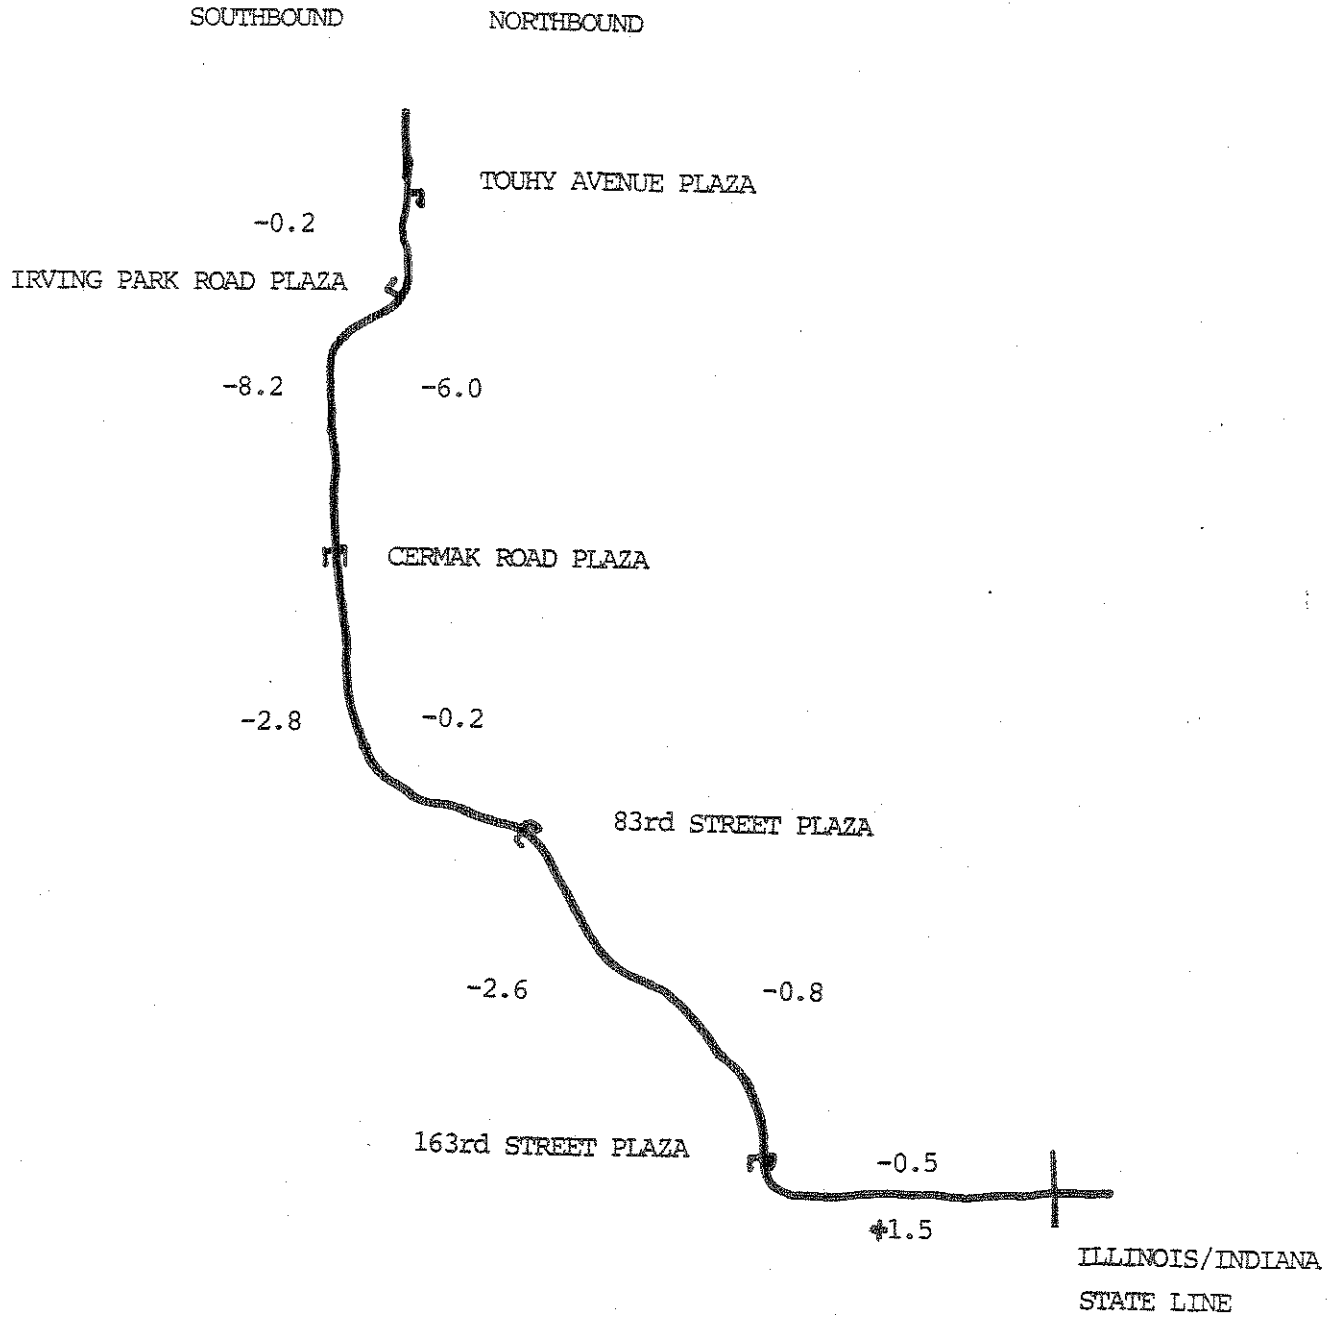 SOUTHBOUND NORTHBOUND
TOUHY AVENUE PLAZA
-0.2
IRVING PARK ROAD PLAZA
-8.2 -6.0
CERMAK ROAD PLAZA
-2.8 -0.2
83rd STREET PLAZA
-2.6 -0.8
163rd STREET PLAZA
-0.5
+1.5
ILLINOIS/INDIANA
STATE LINE